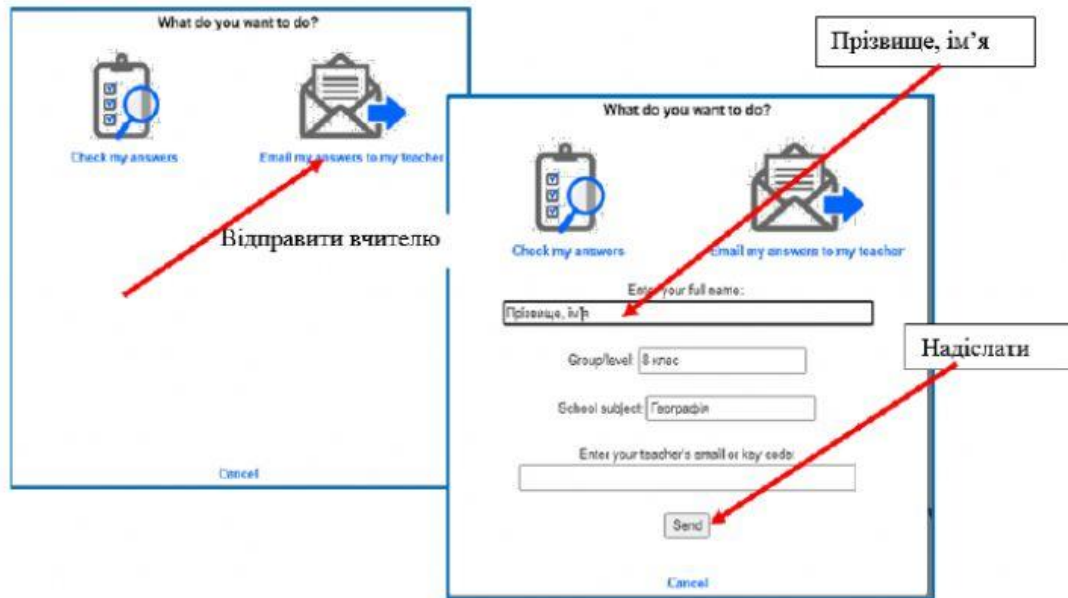 What do you want to do?
Check my answers
Email my answers to my teacher
Відправити вчителю
Cancel
Прізвище, ім’я
What do you want to do?
Check my answers
Email my answers to my teacher
Enter your full name:
Прізвище, ім'я
Group/level: 8 клас
School subject: Географія
Enter your teacher's email or key code:
Send
Надіслати
Cancel